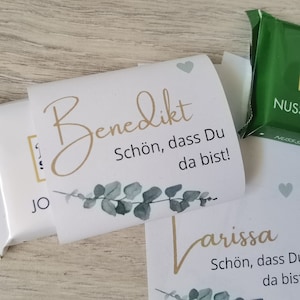 Benedikt
Schön, dass Du
da bist!
NUSS
JO
Larissa
Schön, dass Du
da bist